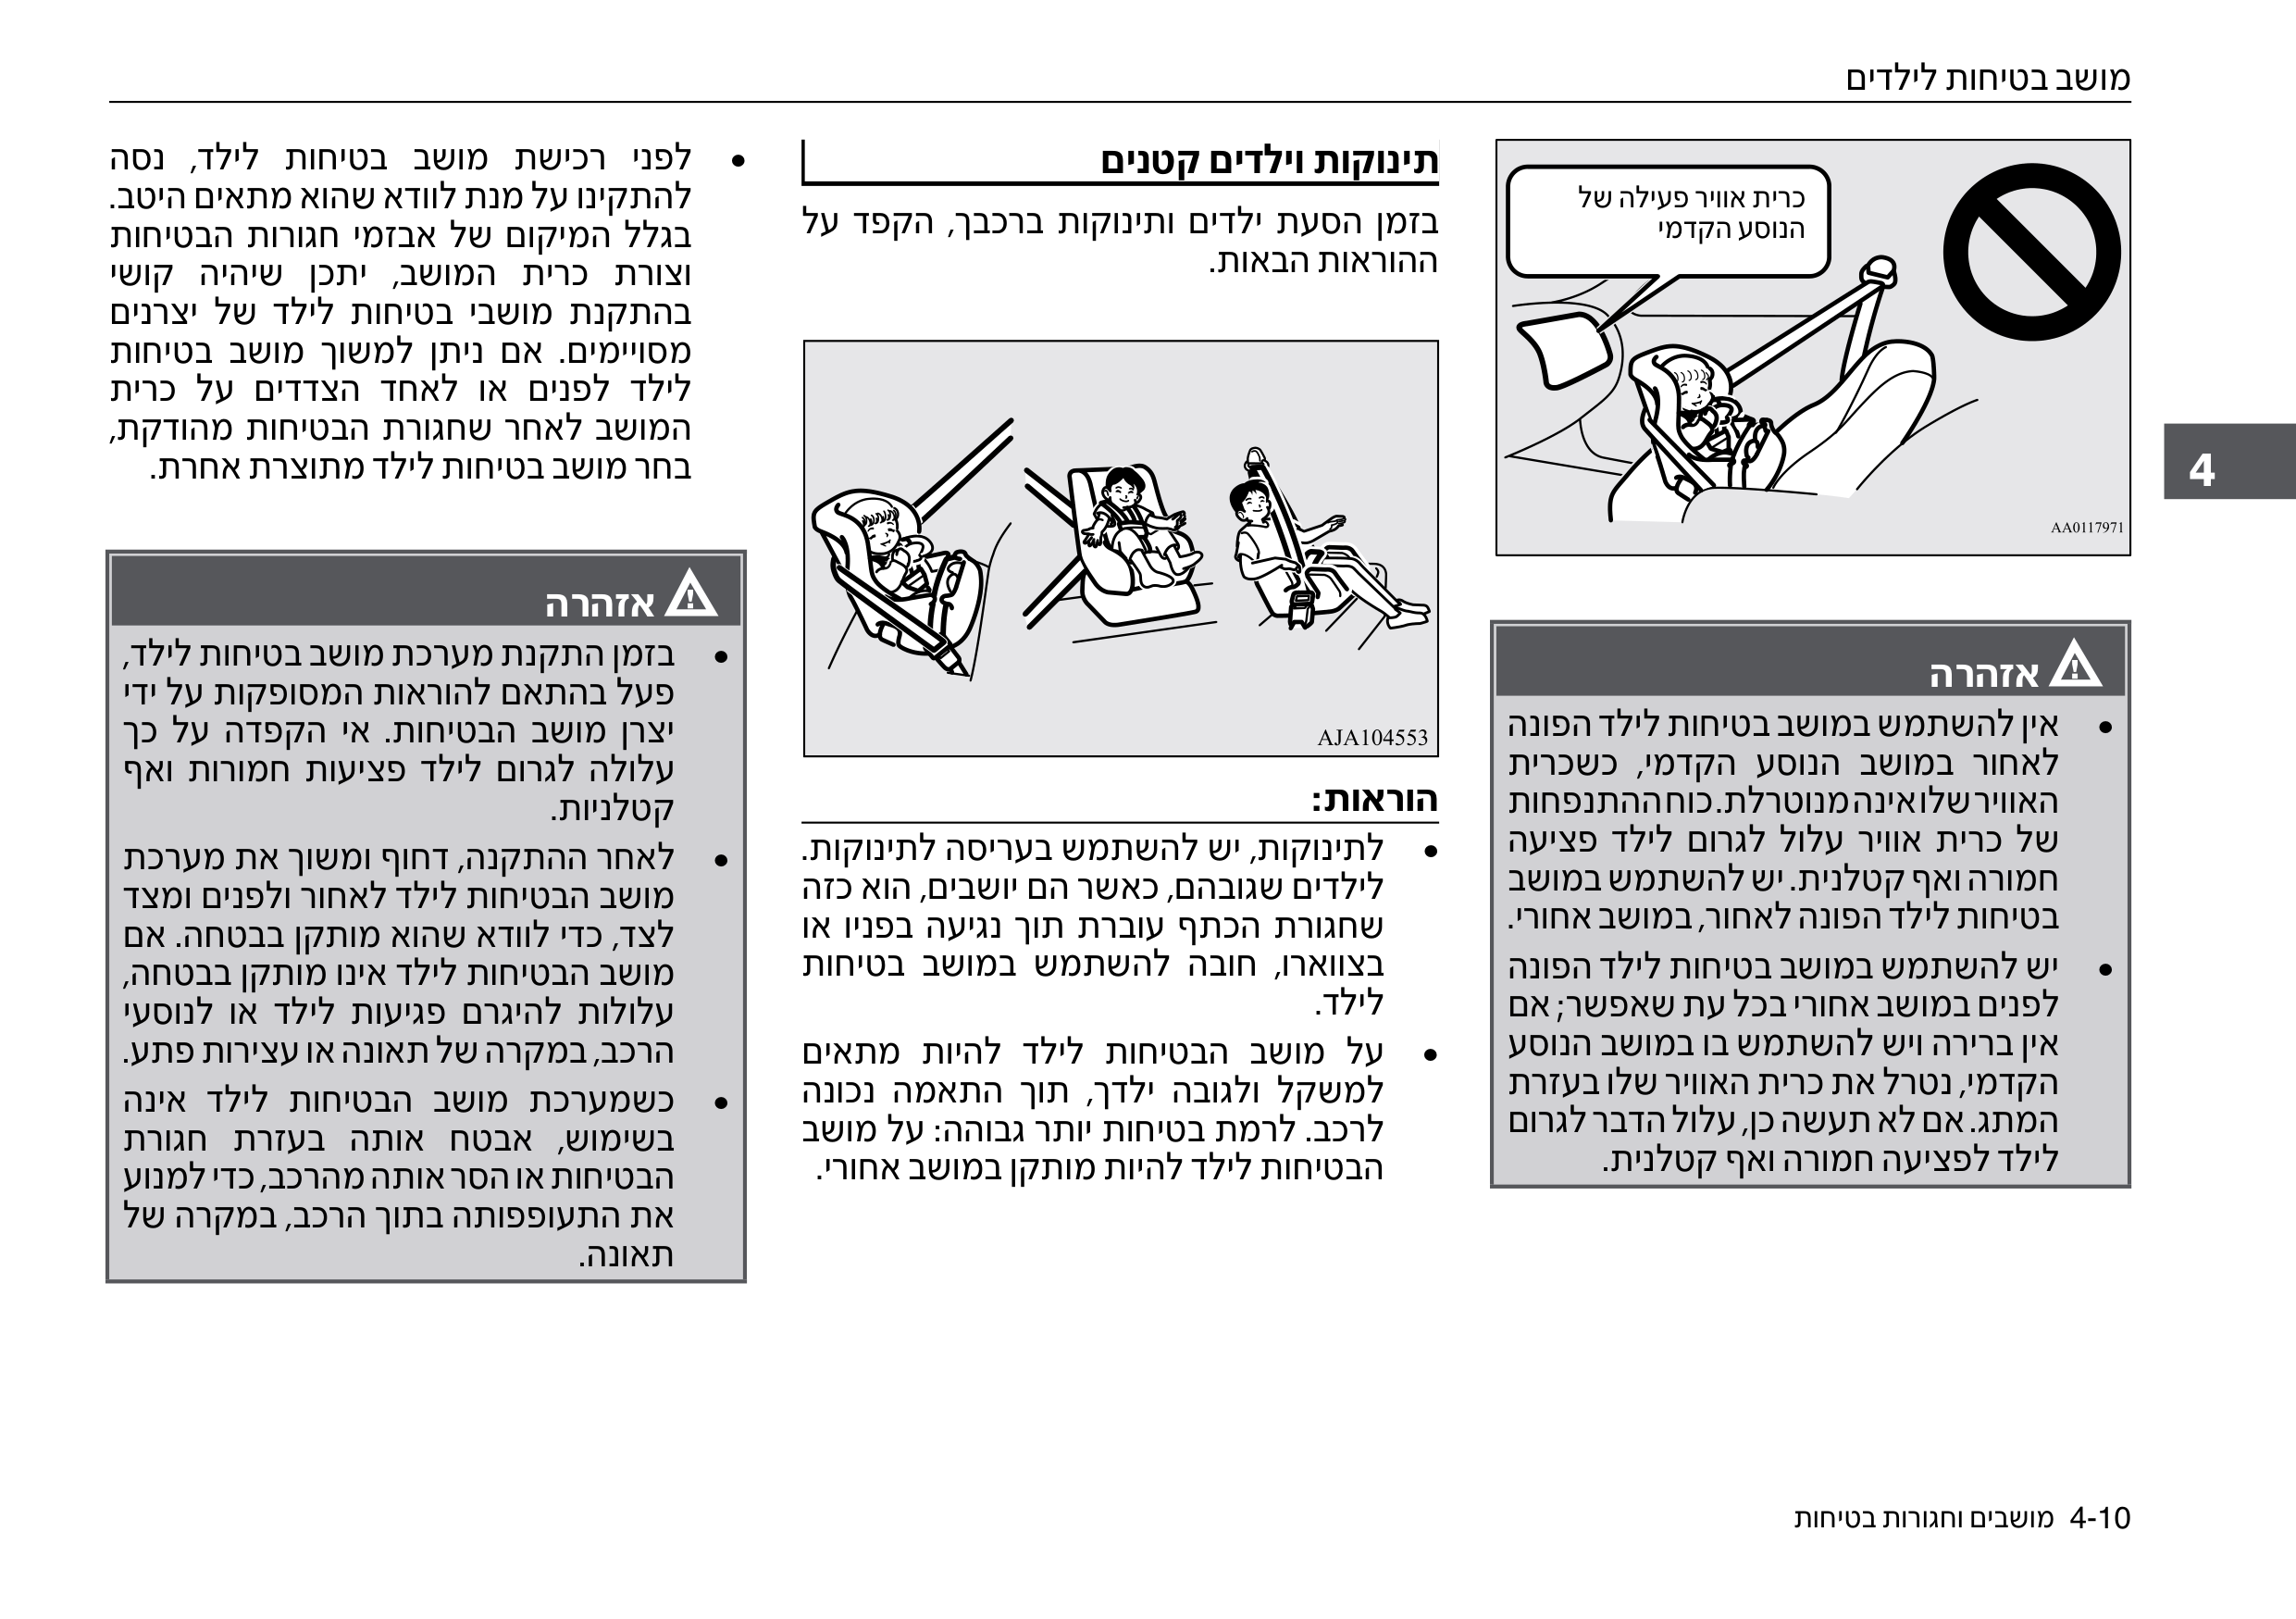 מושב בטיחות לילדים
כרית אוויר פעילה של
הנוסע הקדמי
AA0117971
אזהרה
• אין להשתמש במושב בטיחות לילד הפונה
לאחור במושב הנוסע הקדמי, כשכרית
האוויר שלו אינה מנוטרלת. כוח ההתנפחות
של כרית אוויר עלול לגרום לילד פציעה
חמורה ואף קטלנית. יש להשתמש במושב
בטיחות לילד הפונה לאחור, במושב אחורי.
• יש להשתמש במושב בטיחות לילד הפונה
לפנים במושב אחורי בכל עת שאפשר; אם
אין ברירה ויש להשתמש בו במושב הנוסע
הקדמי, נטרל את כרית האוויר שלו בעזרת
המתג. אם לא תעשה כן, עלול הדבר לגרום
לילד לפציעה חמורה ואף קטלנית.
תינוקות וילדים קטנים
בזמן הסעת ילדים ותינוקות ברכבך, הקפד על
ההוראות הבאות.
AJA104553
הוראות:
• לתינוקות, יש להשתמש בעריסה לתינוקות.
לילדים שגובהם, כאשר הם יושבים, הוא כזה
שחגורת הכתף עוברת תוך נגיעה בפניו או
בצווארו, חובה להשתמש במושב בטיחות
לילד.
• על מושב הבטיחות לילד להיות מתאים
למשקל ולגובה ילדך, תוך התאמה נכונה
לרכב. לרמת בטיחות יותר גבוהה: על מושב
הבטיחות לילד להיות מותקן במושב אחורי.
• לפני רכישת מושב בטיחות לילד, נסה
להתקינו על מנת לוודא שהוא מתאים היטב.
בגלל המיקום של אבזמי חגורות הבטיחות
וצורת כרית המושב, יתכן שיהיה קושי
בהתקנת מושבי בטיחות לילד של יצרנים
מסויימים. אם ניתן למשוך מושב בטיחות
לילד לפנים או לאחד הצדדים על כרית
המושב לאחר שחגורת הבטיחות מהודקת,
בחר מושב בטיחות לילד מתוצרת אחרת.
אזהרה
• בזמן התקנת מערכת מושב בטיחות לילד,
פעל בהתאם להוראות המסופקות על ידי
יצרן מושב הבטיחות. אי הקפדה על כך
עלולה לגרום לילד פציעות חמורות ואף
קטלניות.
• לאחר ההתקנה, דחוף ומשוך את מערכת
מושב הבטיחות לילד לאחור ולפנים ומצד
לצד, כדי לוודא שהוא מותקן בבטחה. אם
מושב הבטיחות לילד אינו מותקן בבטחה,
עלולות להיגרם פגיעות לילד או לנוסעי
הרכב, במקרה של תאונה או עצירות פתע.
• כשמערכת מושב הבטיחות לילד אינה
בשימוש, אבטח אותה בעזרת חגורת
הבטיחות או הסר אותה מהרכב, כדי למנוע
את התעופפותה בתוך הרכב, במקרה של
תאונה.
4
4-10 מושבים וחגורות בטיחות